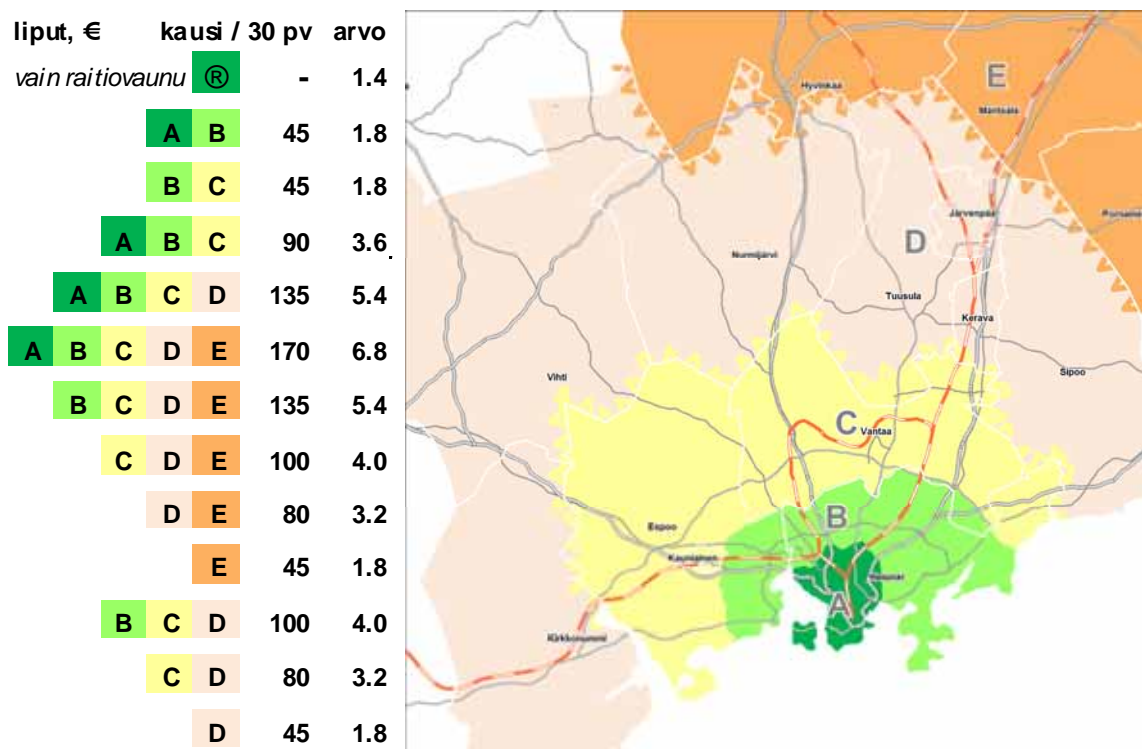 liput, € kausi / 30 pv arvo
vain raitiovaunu ® - 1.4
A B 45 1.8
B C 45 1.8
A B C 90 3.6
A B C D 135 5.4
A B C D E 170 6.8
B C D E 135 5.4
C D E 100 4.0
D E 80 3.2
E 45 1.8
B C D 100 4.0
C D 80 3.2
D 45 1.8
E
Hyvinkää
Mäntsälä
Järvenpää
Pornainen
D
Nurmijärvi
Tuusula
Kerava
Sipoo
Vihti
C
Vantaa
B
Espoo
Kauniainen
Helsinki
A
Kirkkonummi